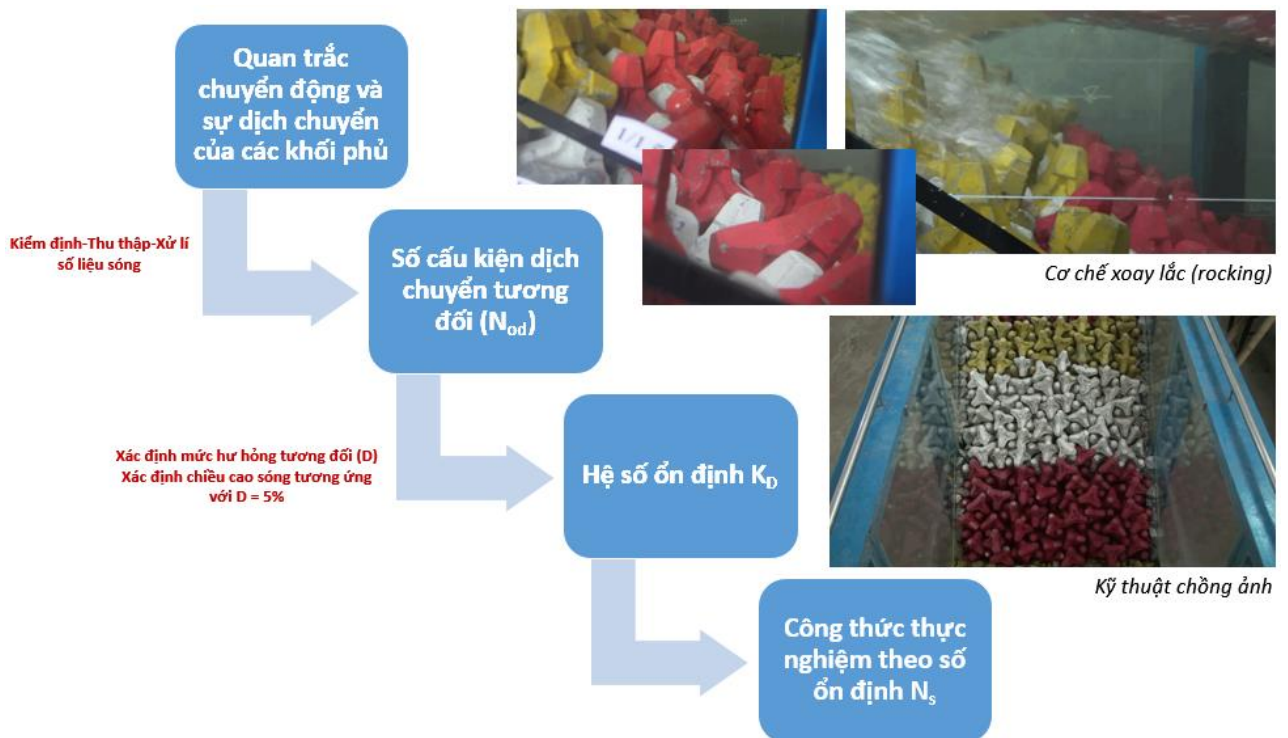 Quan trắc
chuyển động và
sự dịch chuyển
của các khối phủ
Kiểm định-Thu thập-Xử lí
số liệu sóng
Số cấu kiện dịch
chuyển tương
đối (Nod)
Cơ chế xoay lắc (rocking)
Xác định mức hư hỏng tương đối (D)
Xác định chiều cao sóng tương ứng
với D = 5%
Hệ số ổn định KD
Kỹ thuật chồng ảnh
Công thức thực
nghiệm theo số
ổn định Ns